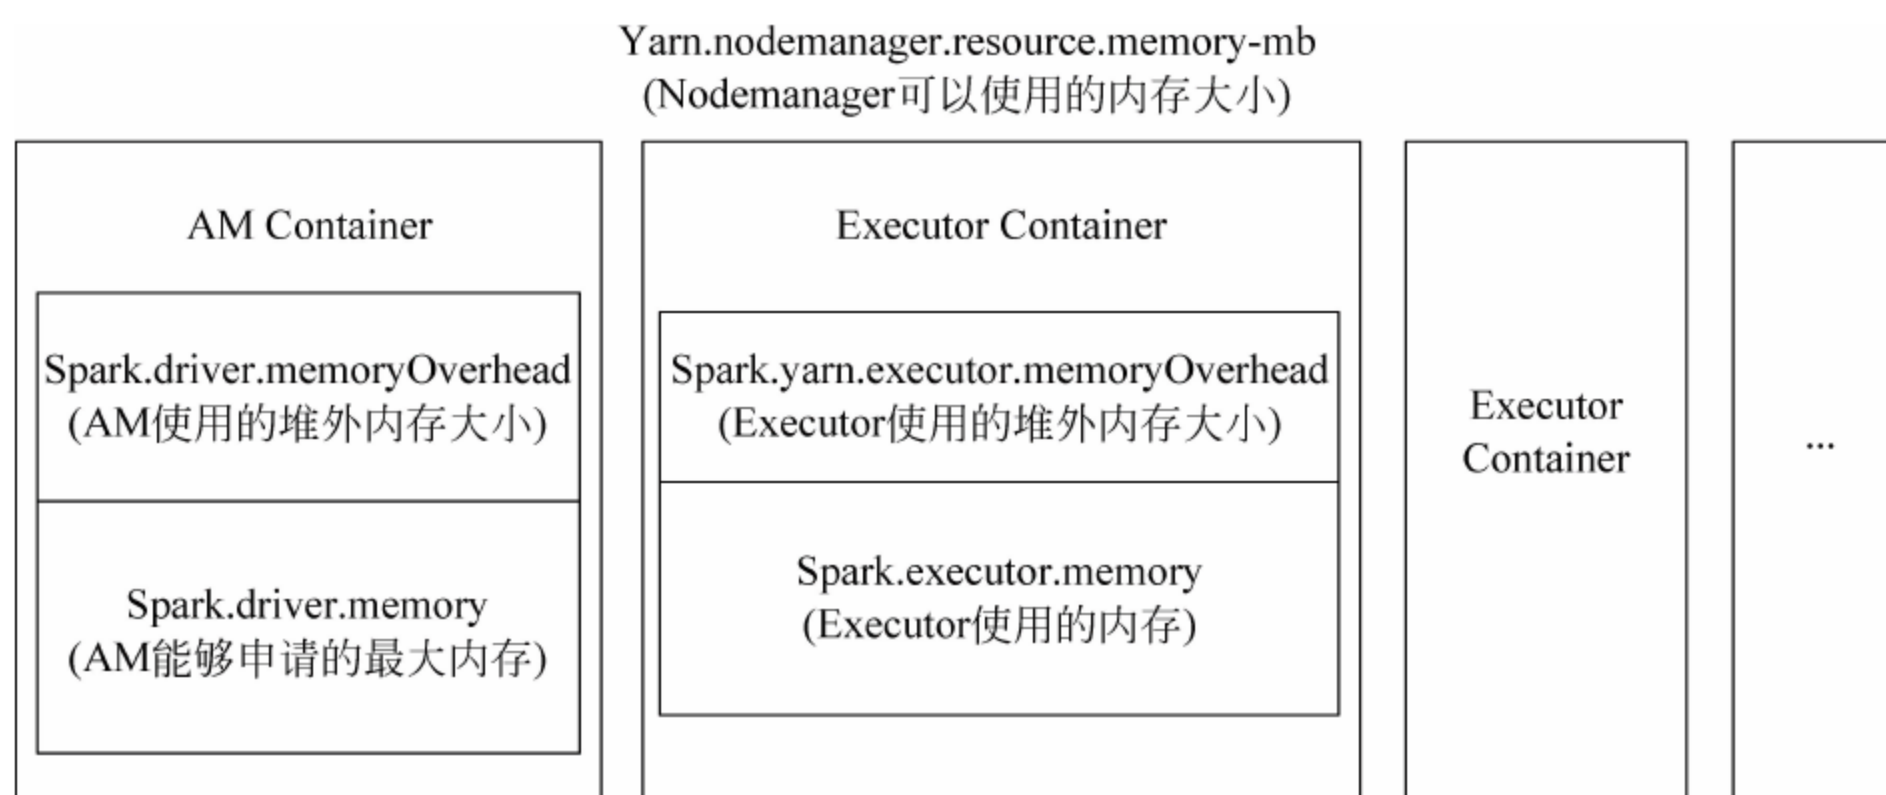 Yarn.nodemanager.resource.memory-mb
(Nodemanager可以使用的内存大小)
AM Container
Spark.driver.memoryOverhead
(AM使用的堆外内存大小)
Spark.driver.memory
(AM能够申请的最大内存)
Executor Container
Spark.yarn.executor.memoryOverhead
(Executor使用的堆外内存大小)
Spark.executor.memory
(Executor使用的内存)
Executor
Container
...